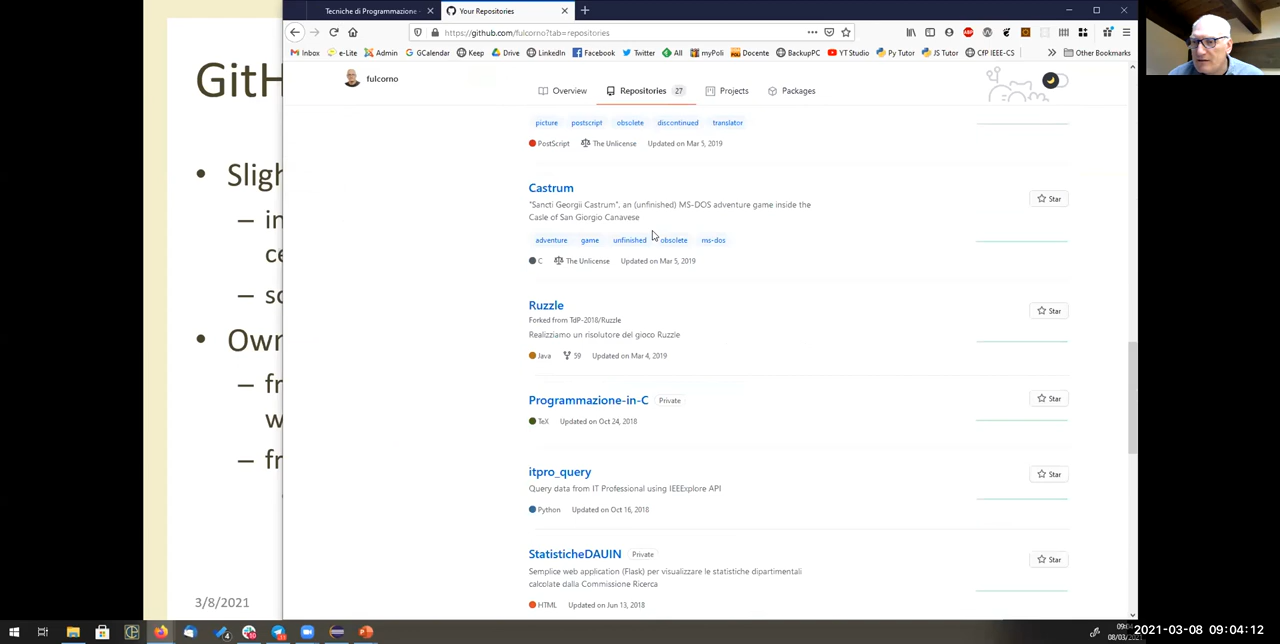 Tecniche di Programmazione
Your Repositories
https://github.com/fulcorno?tab=repositories
Inbox
e-Lite
Admin
GCalendar
Keep
Drive
LinkedIn
Facebook
Twitter
All
myPoli
Docente
BackupPC
YT Studio
Py Tutor
JS Tutor
CfP IEEE-CS
Other Bookmarks
fulcorno
Overview
Repositories 27
Projects
Packages
picture postscript obsolete discontinued translator
PostScript The Unlicense Updated on Mar 5, 2019
Castrum
Star
"Sancti Georgii Castrum", an (unfinished) MS-DOS adventure game inside the
Casle of San Giorgio Canavese
adventure game unfinished obsolete ms-dos
C The Unlicense Updated on Mar 5, 2019
Ruzzle
Star
Forked from TdP-2018/Ruzzle
Realizziamo un risolutore del gioco Ruzzle
Java 59 Updated on Mar 4, 2019
Programmazione-in-C Private
Star
TeX Updated on Oct 24, 2018
itpro_query
Star
Query data from IT Professional using IEEExplore API
Python Updated on Oct 16, 2018
StatisticheDAUIN Private
Star
Semplice web application (Flask) per visualizzare le statistiche dipartimentali
calcolate dalla Commissione Ricerca
HTML Updated on Jun 13, 2018
GitH
• Sligh
– in
ce
– so
• Own
– fr
w
– fr
3/8/2021
08/03/2021
2021-03-08 09:04:12